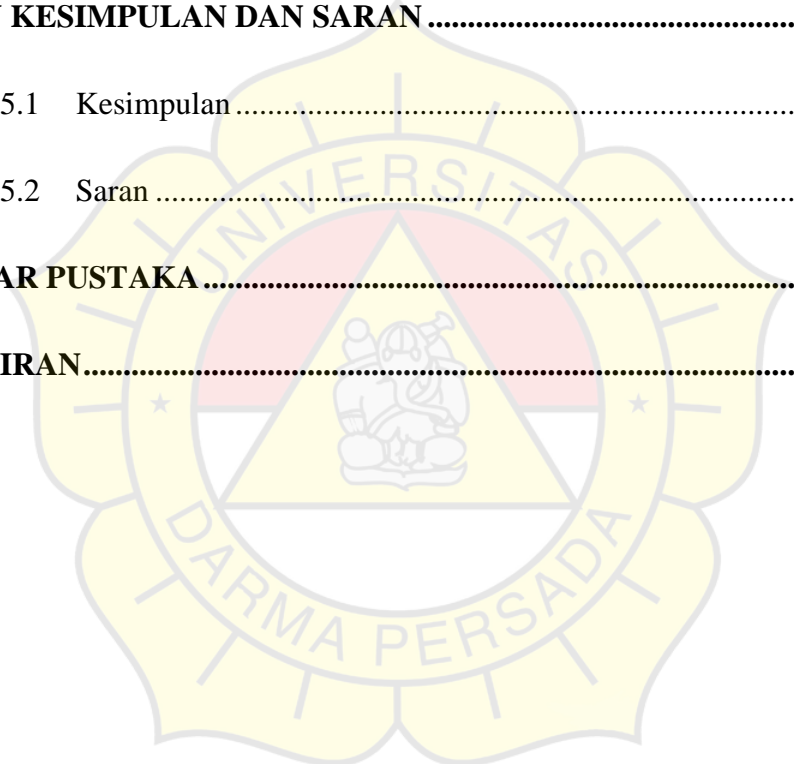 KESIMPULAN DAN SARAN ....................................................................
5.1 Kesimpulan ....................................................................
5.2 Saran ....................................................................
AR PUSTAKA ....................................................................
IRAN ....................................................................
UNIVERSITAS
DARMA PERSADA